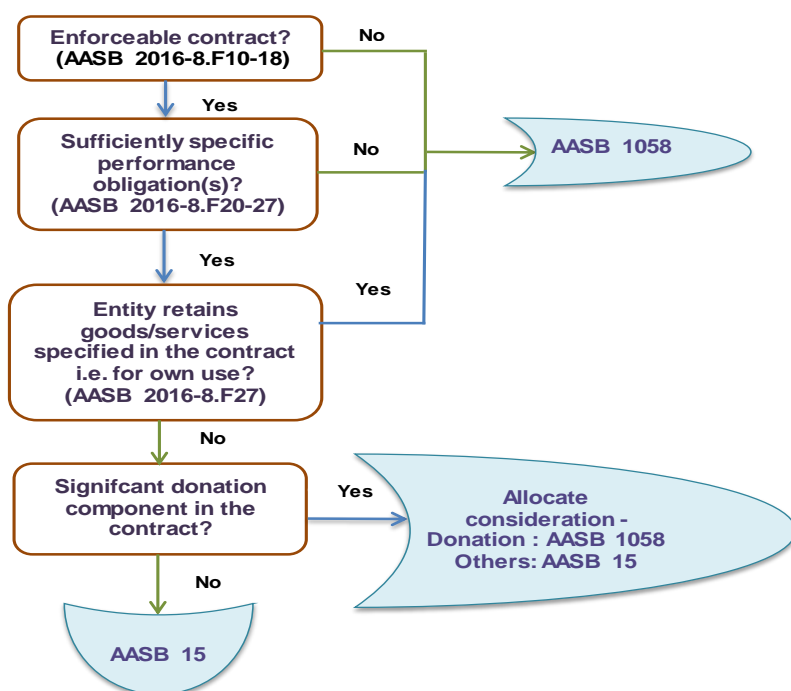 Enforceable contract?
(AASB 2016-8.F10-18)
No
Yes
Sufficiently specific
performance
obligation(s)?
(AASB 2016-8.F20-27)
No
AASB 1058
Yes
Entity retains
goods/services
specified in the contract
i.e. for own use?
(AASB 2016-8.F27)
Yes
No
Signifcant donation
component in the
contract?
Yes
Allocate
consideration -
Donation : AASB 1058
Others: AASB 15
No
AASB 15